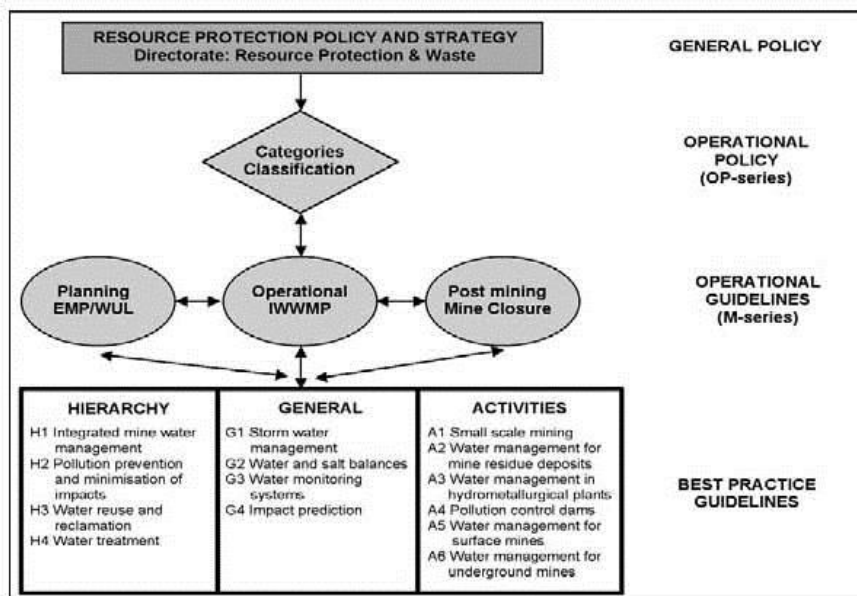 RESOURCE PROTECTION POLICY AND STRATEGY
Directorate: Resource Protection & Waste
GENERAL POLICY
Categories
Classification
OPERATIONAL
POLICY
(OP-series)
Planning
EMP/WUL
Operational
IWWMP
Post mining
Mine Closure
OPERATIONAL
GUIDELINES
(M-series)
HIERARCHY
H1 Integrated mine water
management
H2 Pollution prevention
and minimisation of
impacts
H3 Water reuse and
reclamation
H4 Water treatment
GENERAL
G1 Storm water
management
G2 Water and salt balances
G3 Water monitoring
systems
G4 Impact prediction
ACTIVITIES
A1 Small scale mining
A2 Water management for
mine residue deposits
A3 Water management in
hydrometallurgical plants
A4 Pollution control dams
A5 Water management for
surface mines
A6 Water management for
underground mines
BEST PRACTICE
GUIDELINES